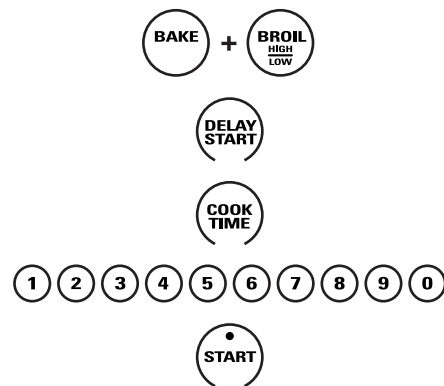 BAKE + BROIL
HIGH
LOW
DELAY
START
COOK
TIME
1 2 3 4 5 6 7 8 9 0
START